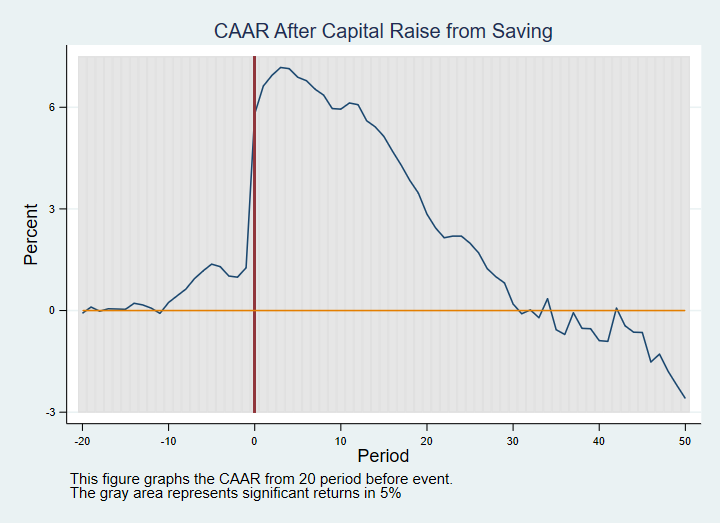 CAAR After Capital Raise from Saving
Percent
6
3
0
-3
-20
-10
0
10
20
30
40
50
Period
This figure graphs the CAAR from 20 period before event.
The gray area represents significant returns in 5%